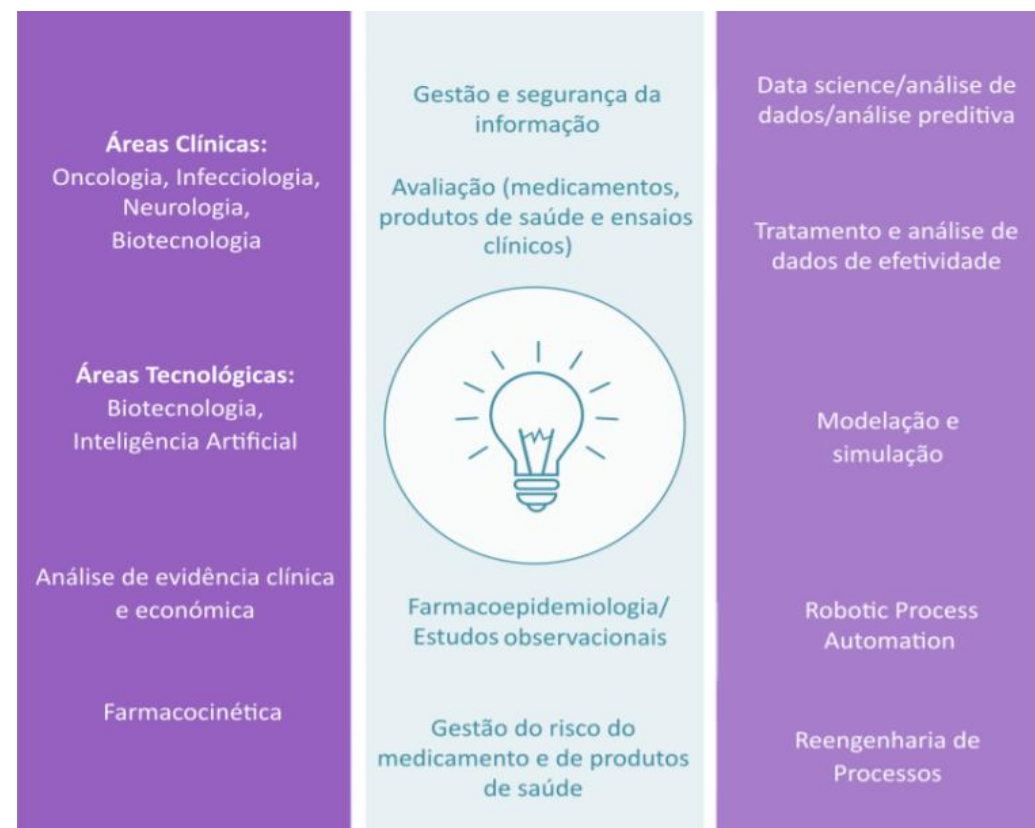 Áreas Clínicas:
Oncologia, Infecciologia,
Neurologia,
Biotecnologia
Áreas Tecnológicas:
Biotecnologia,
Inteligência Artificial
Análise de evidência clínica
e económica
Farmacocinética
Gestão e segurança da
informação
Avaliação (medicamentos,
produtos de saúde e ensaios
clínicos)
Farmacoepidemiologia/
Estudos observacionais
Gestão do risco do
medicamento e de produtos
de saúde
Data science/análise de
dados/análise preditiva
Tratamento e análise de
dados de efetividade
Modelação e
simulação
Robotic Process
Automation
Reengenharia de
Processos